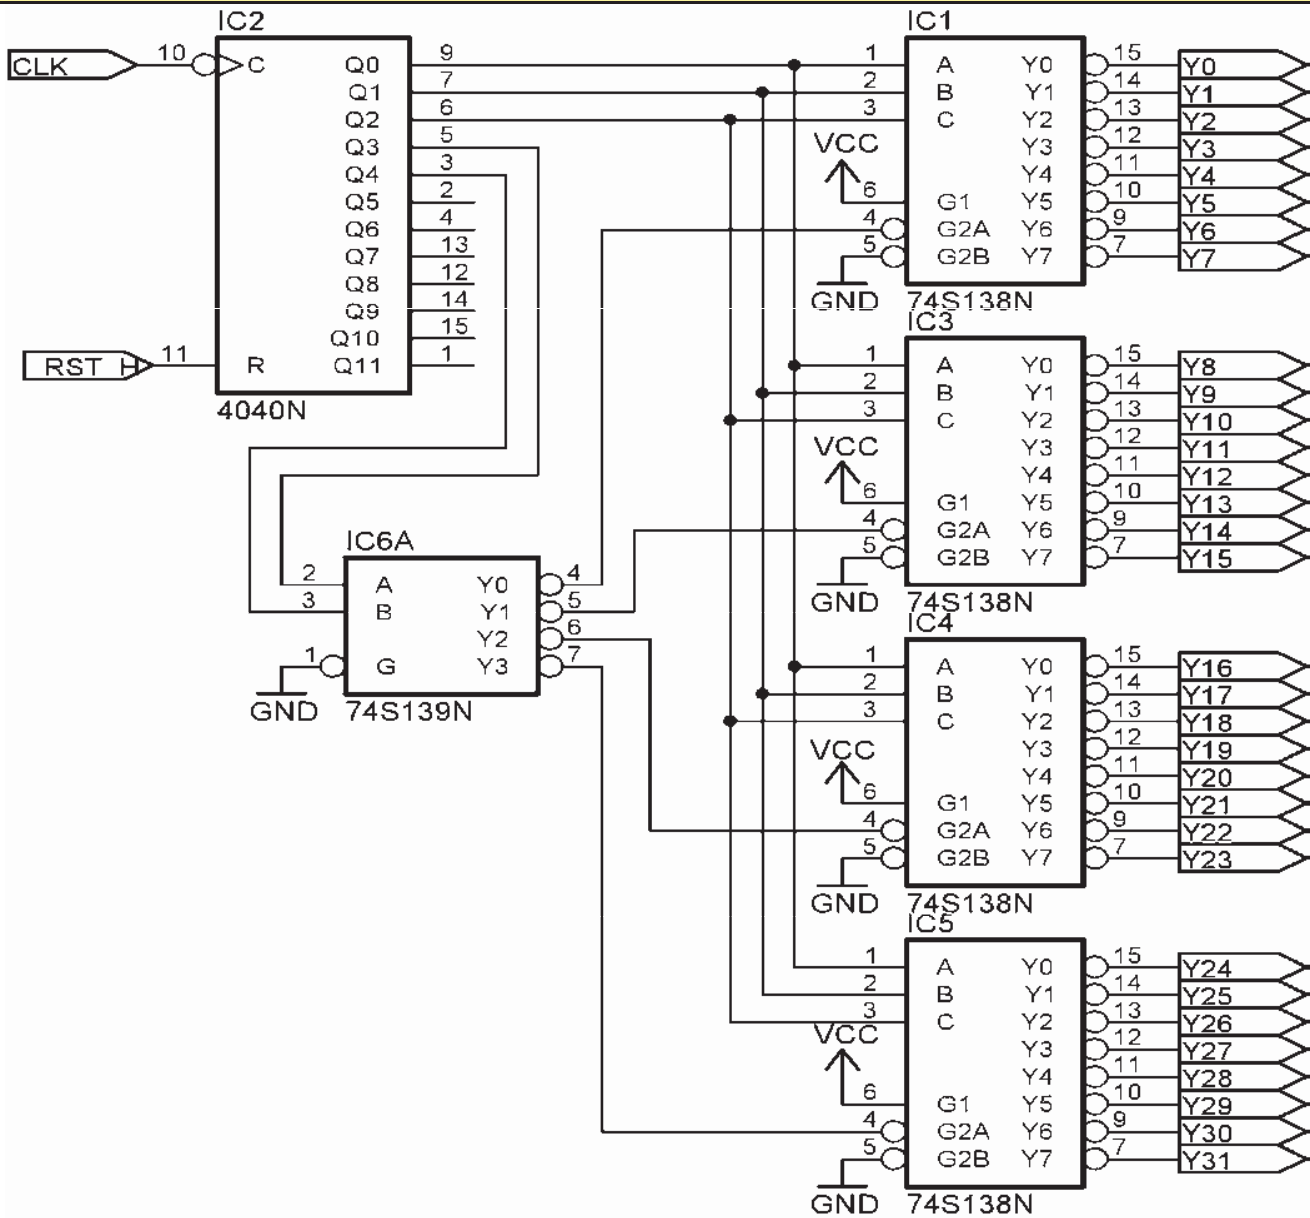 IC2
CLK
10
C
Q0 9
Q1 7
Q2 6
Q3 5
Q4 3
Q5 2
Q6 4
Q7 13
Q8 12
Q9 14
Q10 15
RST H
11
R
Q11 1
4040N
IC6A
2 A Y0 4
3 B Y1 5
Y2 6
1 G Y3 7
GND
74S139N
IC1
1 A Y0 15 Y0
2 B Y1 14 Y1
3 C Y2 13 Y2
VCC
Y3 12 Y3
Y4 11 Y4
6 G1 Y5 10 Y5
4 G2A Y6 9 Y6
5 G2B Y7 7 Y7
GND
74S138N
IC3
1 A Y0 15 Y8
2 B Y1 14 Y9
3 C Y2 13 Y10
VCC
Y3 12 Y11
Y4 11 Y12
6 G1 Y5 10 Y13
4 G2A Y6 9 Y14
5 G2B Y7 7 Y15
GND
74S138N
IC4
1 A Y0 15 Y16
2 B Y1 14 Y17
3 C Y2 13 Y18
VCC
Y3 12 Y19
Y4 11 Y20
6 G1 Y5 10 Y21
4 G2A Y6 9 Y22
5 G2B Y7 7 Y23
GND
74S138N
IC5
1 A Y0 15 Y24
2 B Y1 14 Y25
3 C Y2 13 Y26
VCC
Y3 12 Y27
Y4 11 Y28
6 G1 Y5 10 Y29
4 G2A Y6 9 Y30
5 G2B Y7 7 Y31
GND
74S138N